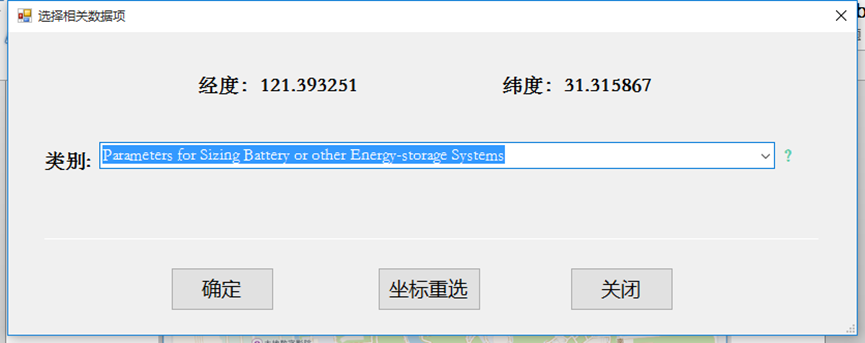 选择相关数据项
经度：121.393251
纬度：31.315867
类别:
Parameters for Sizing Battery or other Energy-storage Systems
?
确定
坐标重选
关闭